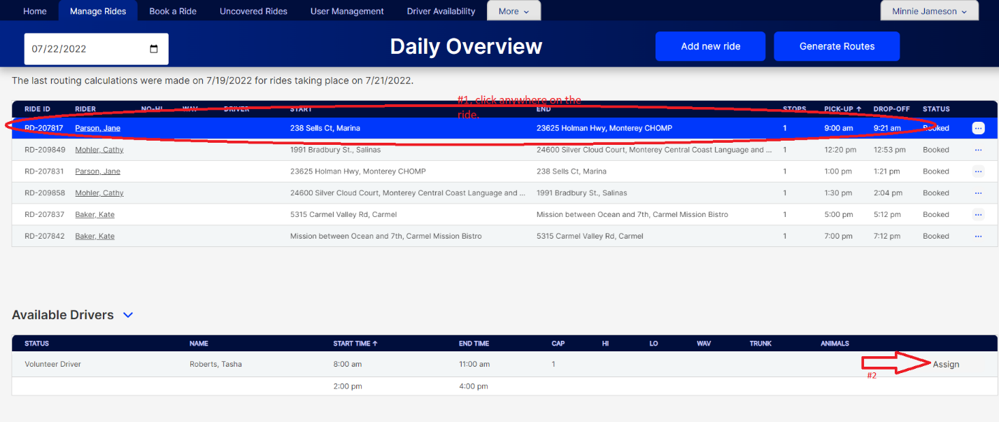 Home Manage Rides Book a Ride Uncovered Rides User Management Driver Availability More Minnie Jameson
07/22/2022 Daily Overview Add new ride Generate Routes
The last routing calculations were made on 7/19/2022 for rides taking place on 7/21/2022.
#1, click anywhere on the
ride.
RIDE ID RIDER NO-HI WAV DRIVER START END STOPS PICK-UP ↑ DROP-OFF STATUS
RD-207817 Parson, Jane 238 Sells Ct, Marina 23625 Holman Hwy, Monterey CHOMP 1 9:00 am 9:21 am Booked ...
RD-209849 Mohler, Cathy 1991 Bradbury St., Salinas 24600 Silver Cloud Court, Monterey Central Coast Language and ... 1 12:20 pm 12:53 pm Booked ...
RD-207831 Parson, Jane 23625 Holman Hwy, Monterey CHOMP 238 Sells Ct, Marina 1 1:00 pm 1:21 pm Booked ...
RD-209858 Mohler, Cathy 24600 Silver Cloud Court, Monterey Central Coast Language and ... 1991 Bradbury St., Salinas 1 1:30 pm 2:04 pm Booked ...
RD-207837 Baker, Kate 5315 Carmel Valley Rd, Carmel Mission between Ocean and 7th, Carmel Mission Bistro 1 5:00 pm 5:12 pm Booked ...
RD-207842 Baker, Kate Mission between Ocean and 7th, Carmel Mission Bistro 5315 Carmel Valley Rd, Carmel 1 7:00 pm 7:12 pm Booked ...
Available Drivers
STATUS NAME START TIME ↑ END TIME CAP HI LO WAV TRUNK ANIMALS
Volunteer Driver Roberts, Tasha 8:00 am 11:00 am 1 Assign
#2
2:00 pm 4:00 pm